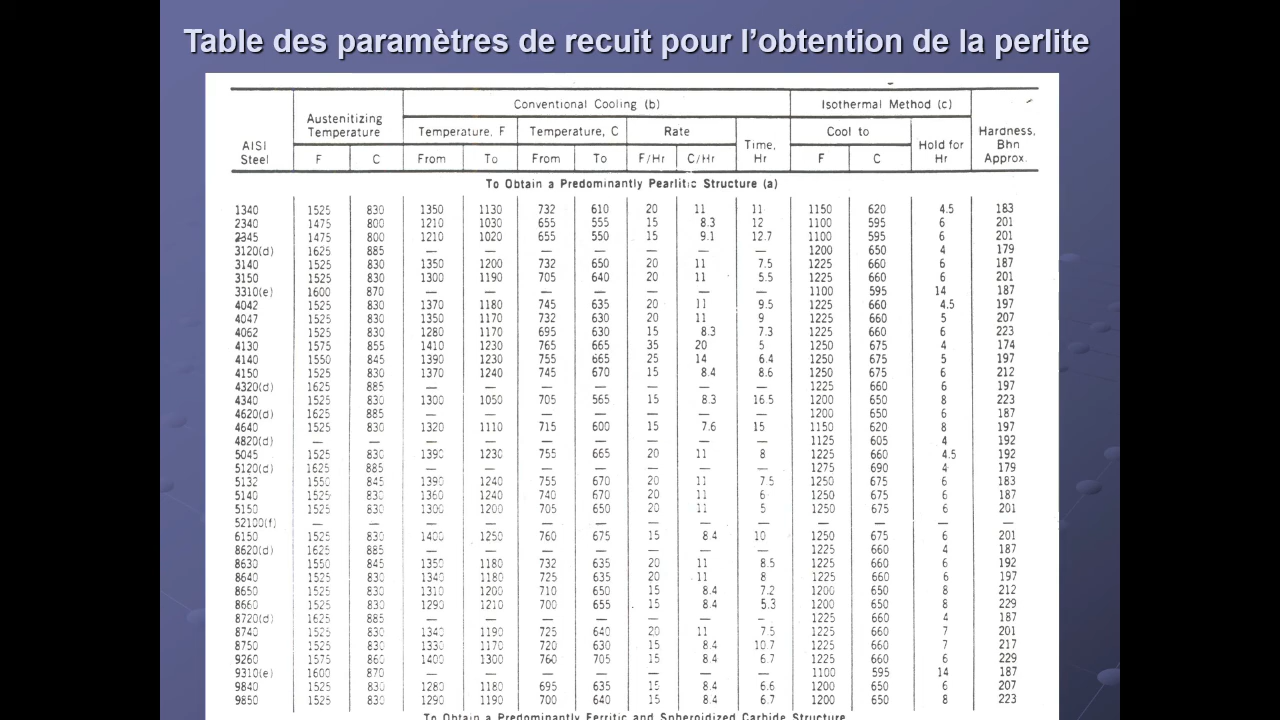 Table des paramètres de recuit pour l'obtention de la perlite
Conventional Cooling (b) Isothermal Method (c)
Austenitizing Temperature Temperature, F Temperature, C Rate Cool to Hardness,
AISI Steel F C From To From To F/Hr C/Hr Time, Hr F C Hold for Hr Bhn Approx.
To Obtain a Predominantly Pearlitic Structure (a)
1340 1525 830 1350 1130 732 610 20 11 11 1150 620 4.5 183
2340 1475 800 1210 1030 655 555 15 8.3 12 1100 595 6 201
2345 1475 800 1210 1020 655 550 15 9.1 12.7 1100 595 6 201
3120(d) 1625 885 — — — — — — — 1200 650 4 179
3140 1525 830 1350 1200 732 650 20 11 7.5 1225 660 6 187
3150 1525 830 1300 1190 705 640 20 11 5.5 1225 660 6 201
3310(e) 1600 870 — — — — — — — 1100 595 14 187
4042 1525 830 1370 1180 745 635 20 11 9.5 1225 660 4.5 197
4047 1525 830 1350 1170 732 630 20 11 9 1225 660 5 207
4062 1525 830 1280 1170 695 630 15 8.3 7.3 1225 660 6 223
4130 1575 855 1410 1230 765 665 35 20 5 1250 675 4 174
4140 1550 845 1390 1230 755 665 25 14 6.4 1250 675 5 197
4150 1525 830 1370 1240 745 670 15 8.4 8.6 1250 675 6 212
4320(d) 1625 885 — — — — — — — 1225 660 6 197
4340 1525 830 1300 1050 705 565 15 8.3 16.5 1200 650 8 223
4620(d) 1625 885 — — — — — — — 1200 650 6 187
4640 1525 830 1320 1110 715 600 15 7.6 15 1150 620 8 197
4820(d) — — — — — — — — — 1125 605 4 192
5045 1525 830 1390 1230 755 665 20 11 8 1225 660 4.5 192
5120(d) 1625 885 — — — — — — — 1275 690 4 179
5132 1550 845 1390 1240 755 670 20 11 7.5 1250 675 6 183
5140 1525 830 1360 1240 740 670 20 11 6 1250 675 6 187
5150 1525 830 1300 1200 705 650 20 11 5 1250 675 6 201
52100(f) — — — — — — — — — — — — —
6150 1525 830 1400 1250 760 675 15 8.4 10 1250 675 6 201
8620(d) 1625 885 — — — — — — — 1225 660 4 187
8630 1550 845 1350 1180 732 635 20 11 8.5 1225 660 6 192
8640 1525 830 1340 1180 725 635 20 11 8 1225 660 6 197
8650 1525 830 1310 1200 710 650 15 8.4 7.2 1200 650 8 212
8660 1525 830 1290 1210 700 655 15 8.4 5.3 1200 650 8 229
8720(d) 1625 885 — — — — — — — 1225 660 4 187
8740 1525 830 1340 1190 725 640 20 11 7.5 1225 660 7 201
8750 1525 830 1330 1170 720 630 15 8.4 10.7 1225 660 7 217
9260 1575 860 1400 1300 760 705 15 8.4 6.7 1225 660 6 229
9310(e) 1600 870 — — — — — — — 1100 595 14 187
9840 1525 830 1280 1180 695 635 15 8.4 6.6 1200 650 6 207
9850 1525 830 1290 1190 700 640 15 8.4 6.7 1200 650 8 223
To Obtain a Predominantly Ferritic and Spheroidized Carbide Structure